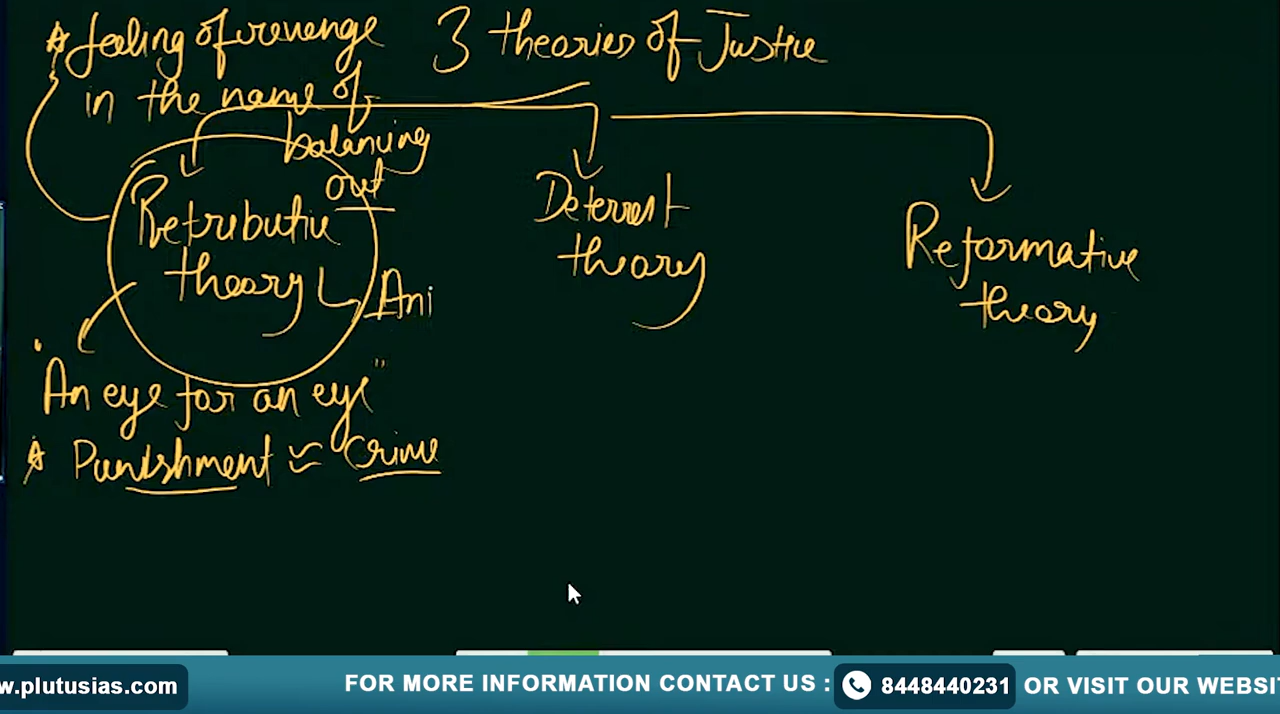 3 theories of Justice
feeling of revenge
in the name of
balancing
out
Retributive
theory
Ani
"An eye for an eye"
Punishment ≃ Crime
Deterrent
theory
Reformative
theory
w.plutusias.com
FOR MORE INFORMATION CONTACT US : 8448440231 OR VISIT OUR WEBSI